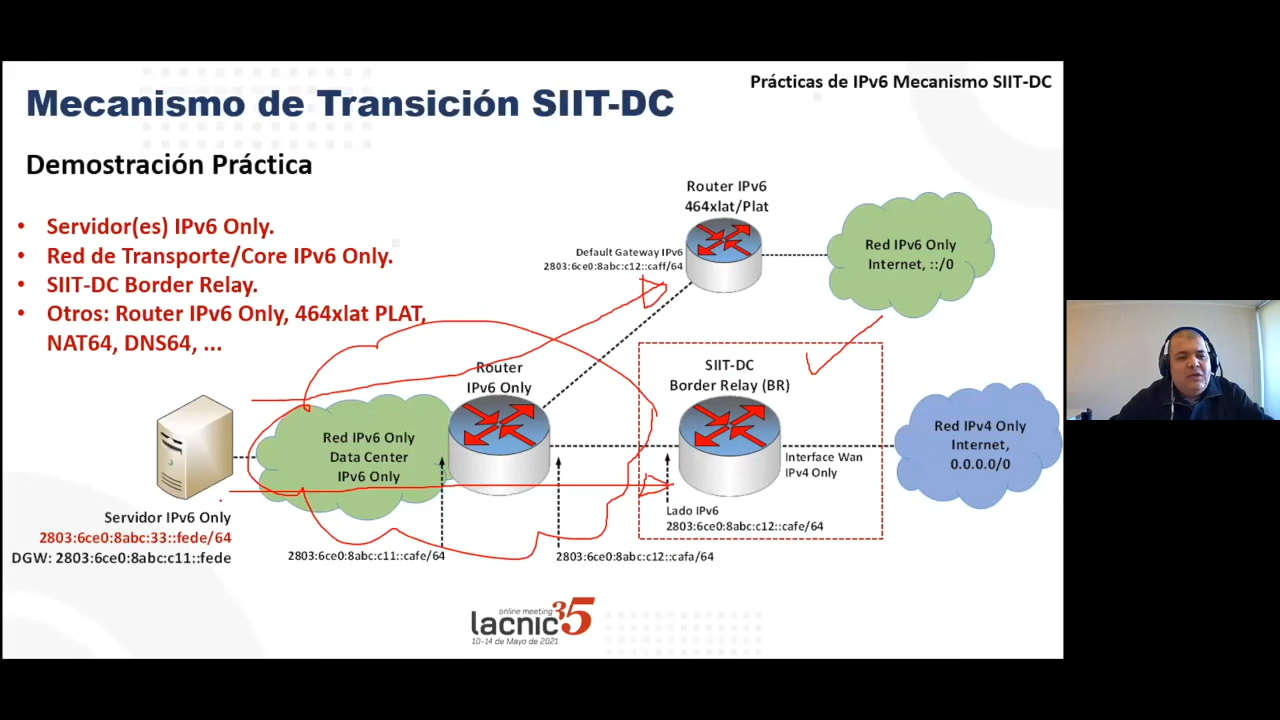 Prácticas de IPv6 Mecanismo SIIT-DC
Mecanismo de Transición SIIT-DC
Demostración Práctica
• Servidor(es) IPv6 Only.
• Red de Transporte/Core IPv6 Only.
• SIIT-DC Border Relay.
• Otros: Router IPv6 Only, 464xlat PLAT,
NAT64, DNS64, ...
Router IPv6
464xlat/Plat
Default Gateway IPv6
2803:6ce0:8abc:c12::caff/64
Red IPv6 Only
Internet, ::/0
Router
IPv6 Only
SIIT-DC
Border Relay (BR)
Red IPv6 Only
Data Center
IPv6 Only
Interface Wan
IPv4 Only
Red IPv4 Only
Internet,
0.0.0.0/0
Lado IPv6
2803:6ce0:8abc:c12::cafe/64
Servidor IPv6 Only
2803:6ce0:8abc:33::fede/64
DGW: 2803:6ce0:8abc:c11::fede
2803:6ce0:8abc:c11::cafe/64
2803:6ce0:8abc:c12::cafa/64
online meeting
lacnic35
10-14 de Mayo de 2021